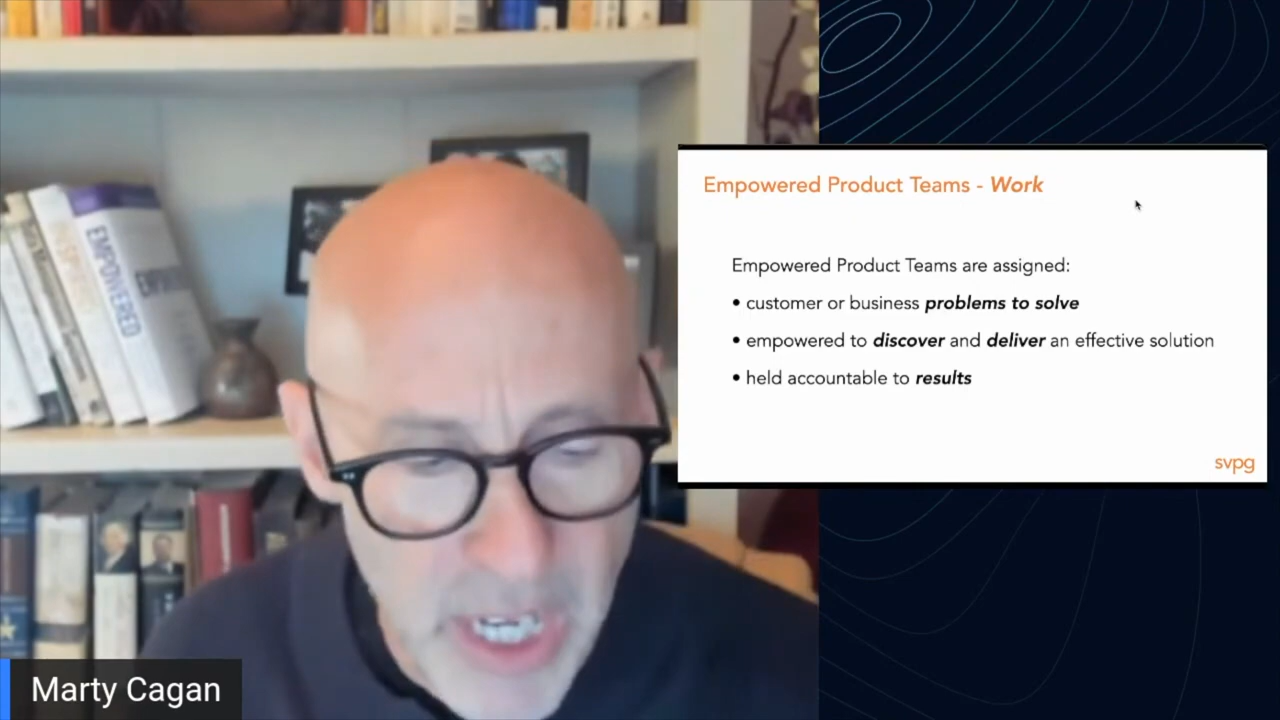 EMPOWERED
INSPIRED
Empowered Product Teams - Work
Empowered Product Teams are assigned:
• customer or business problems to solve
• empowered to discover and deliver an effective solution
• held accountable to results
svpg
Marty Cagan